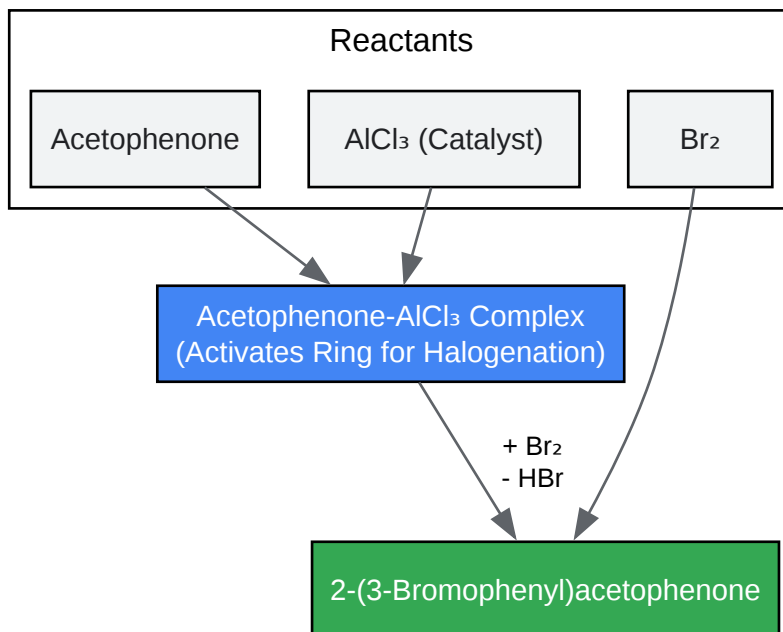 Reactants
Acetophenone
AlCl₃ (Catalyst)
Br₂
Acetophenone-AlCl₃ Complex
(Activates Ring for Halogenation)
+ Br₂
- HBr
2-(3-Bromophenyl)acetophenone